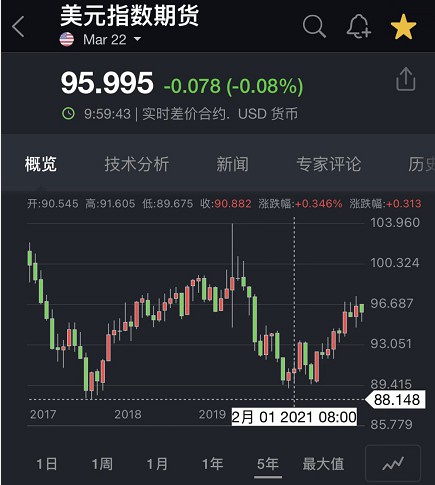 美元指数期货
Mar 22
95.995 -0.078 (-0.08%)
9:59:43 | 实时差价合约. USD 货币
概览 技术分析 新闻 专家评论 历史
开:90.545 高:91.605 低:89.675 收:90.882 涨跌幅:+0.346% 涨跌幅:+0.313
103.960
100.324
96.687
93.051
89.415
88.148
2017 2018 2019 2月 01 2021 08:00
85.779
1日 1周 1月 1年 5年 最大值